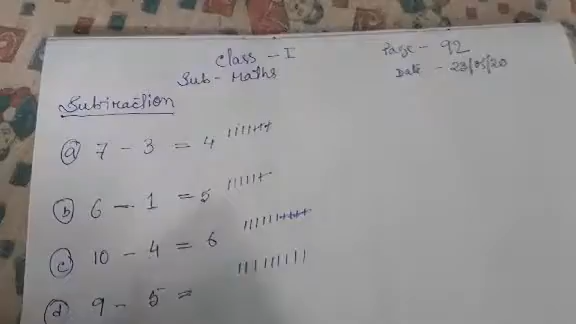 Class - I
Page - 92
Sub - Maths
Date - 23/05/20
Subtraction
(a) 7 - 3 = 4
(b) 6 - 1 = 5
(c) 10 - 4 = 6
(d) 9 - 5 =